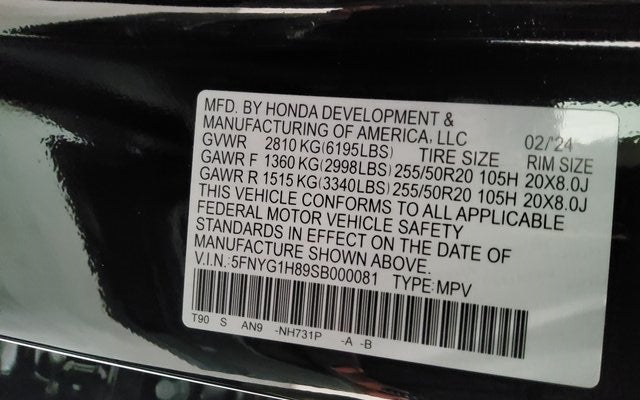 MFD. BY HONDA DEVELOPMENT &
MANUFACTURING OF AMERICA, LLC 02/'24
GVWR 2810 KG(6195LBS) TIRE SIZE RIM SIZE
GAWR F 1360 KG(2998LBS) 255/50R20 105H 20X8.0J
GAWR R 1515 KG(3340LBS) 255/50R20 105H 20X8.0J
THIS VEHICLE CONFORMS TO ALL APPLICABLE
FEDERAL MOTOR VEHICLE SAFETY
STANDARDS IN EFFECT ON THE DATE OF
MANUFACTURE SHOWN ABOVE.
V.I.N.: 5FNYG1H89SB000081 TYPE:MPV
T90 S AN9 -NH731P -A -B